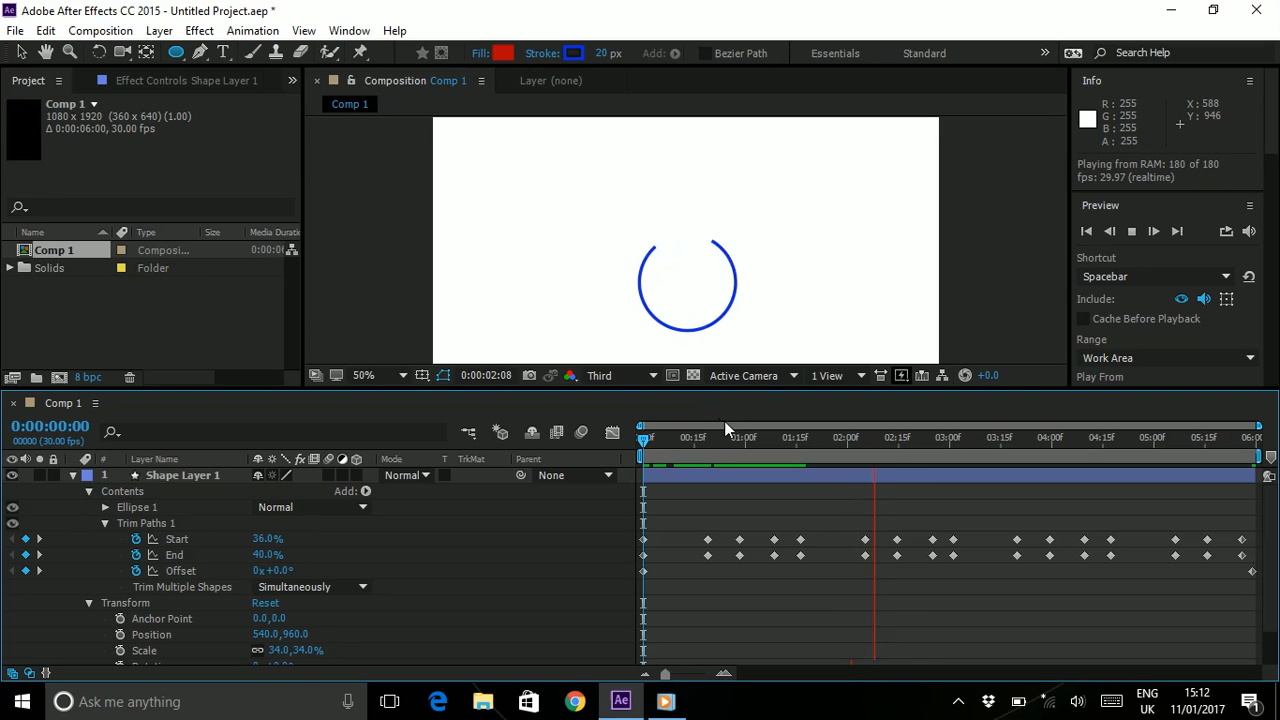 Adobe After Effects CC 2015 - Untitled Project.aep *
File Edit Composition Layer Effect Animation View Window Help
Fill: Stroke: 20 px Add: Bezier Path Essentials Standard Search Help
Project Effect Controls Shape Layer 1 Composition Comp 1 Layer (none) Info
Comp 1
1080 x 1920 (360 x 640) (1.00)
Δ 0:00:06:00, 30.00 fps
Comp 1
R: 255
G: 255
B: 255
A: 255
X: 588
Y: 946
Playing from RAM: 180 of 180
fps: 29.97 (realtime)
Preview
Name Type Size Media Duratio
Comp 1 Composi... 0:00:06
Solids Folder
Shortcut
Spacebar
Include:
Cache Before Playback
Range
Work Area
Play From
8 bpc
50% 0:00:02:08 Third Active Camera 1 View +0.0
Comp 1
0:00:00:00
00000 (30.00 fps)
00:15f 01:00f 01:15f 02:00f 02:15f 03:00f 03:15f 04:00f 04:15f 05:00f 05:15f 06:00
# Layer Name Mode T TrkMat Parent
1 Shape Layer 1 Normal None
Contents Add:
Ellipse 1 Normal
Trim Paths 1
Start 36.0%
End 40.0%
Offset 0x+0.0°
Trim Multiple Shapes Simultaneously
Transform Reset
Anchor Point 0.0,0.0
Position 540.0,960.0
Scale 34.0,34.0%
Ask me anything
ENG
UK
15:12
11/01/2017